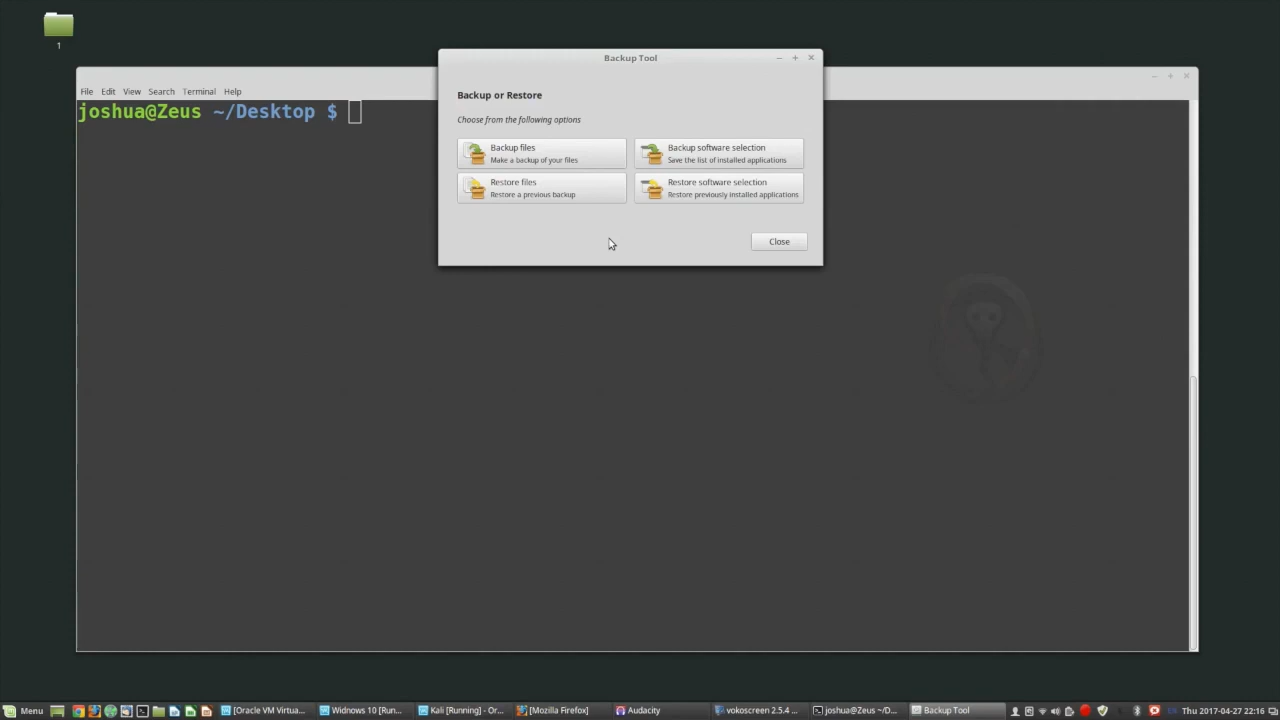 1
Backup Tool
File Edit View Search Terminal Help
joshua@Zeus ~/Desktop $
Backup or Restore
Choose from the following options
Backup files
Make a backup of your files
Backup software selection
Save the list of installed applications
Restore files
Restore a previous backup
Restore software selection
Restore previously installed applications
Close
Menu [Oracle VM Virtua... Widnows 10 [Run... Kali [Running] - Or... [Mozilla Firefox] Audacity vokoscreen 2.5.4 ... joshua@Zeus ~/D... Backup Tool Thu 2017-04-27 22:16